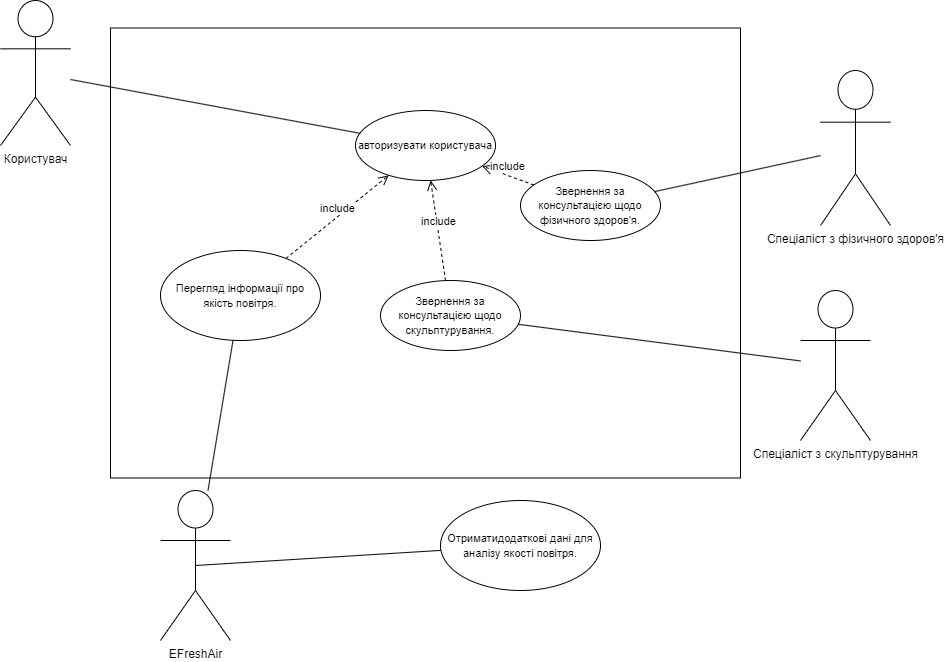 Користувач
авторизувати користувача
include
Звернення за
консультацією щодо
фізичного здоров'я.
include
include
Спеціаліст з фізичного здоров'я
Перегляд інформації про
якість повітря.
Звернення за
консультацією щодо
скульптурування.
Спеціаліст з скульптурування
Отриматидодаткові дані для
аналізу якості повітря.
EFreshAir